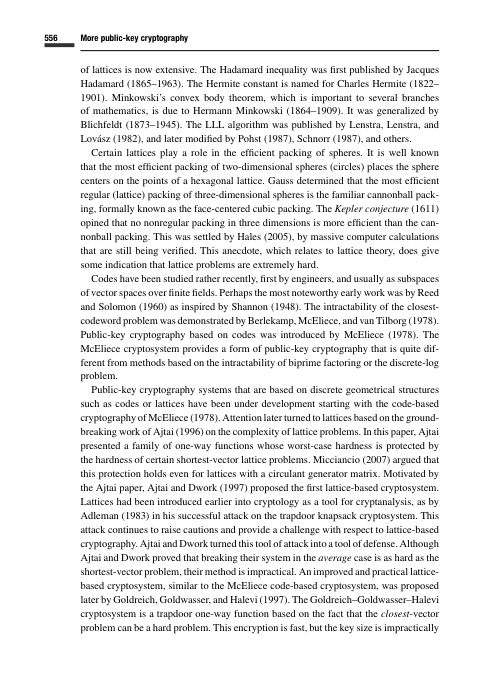 556 More public-key cryptography
of lattices is now extensive. The Hadamard inequality was first published by Jacques
Hadamard (1865–1963). The Hermite constant is named for Charles Hermite (1822–
1901). Minkowski's convex body theorem, which is important to several branches
of mathematics, is due to Hermann Minkowski (1864–1909). It was generalized by
Blichfeldt (1873–1945). The LLL algorithm was published by Lenstra, Lenstra, and
Lovász (1982), and later modified by Pohst (1987), Schnorr (1987), and others.
Certain lattices play a role in the efficient packing of spheres. It is well known
that the most efficient packing of two-dimensional spheres (circles) places the sphere
centers on the points of a hexagonal lattice. Gauss determined that the most efficient
regular (lattice) packing of three-dimensional spheres is the familiar cannonball pack-
ing, formally known as the face-centered cubic packing. The Kepler conjecture (1611)
opined that no nonregular packing in three dimensions is more efficient than the can-
nonball packing. This was settled by Hales (2005), by massive computer calculations
that are still being verified. This anecdote, which relates to lattice theory, does give
some indication that lattice problems are extremely hard.
Codes have been studied rather recently, first by engineers, and usually as subspaces
of vector spaces over finite fields. Perhaps the most noteworthy early work was by Reed
and Solomon (1960) as inspired by Shannon (1948). The intractability of the closest-
codeword problem was demonstrated by Berlekamp, McEliece, and van Tilborg (1978).
Public-key cryptography based on codes was introduced by McEliece (1978). The
McEliece cryptosystem provides a form of public-key cryptography that is quite dif-
ferent from methods based on the intractability of biprime factoring or the discrete-log
problem.
Public-key cryptography systems that are based on discrete geometrical structures
such as codes or lattices have been under development starting with the code-based
cryptography of McEliece (1978). Attention later turned to lattices based on the ground-
breaking work of Ajtai (1996) on the complexity of lattice problems. In this paper, Ajtai
presented a family of one-way functions whose worst-case hardness is protected by
the hardness of certain shortest-vector lattice problems. Micciancio (2007) argued that
this protection holds even for lattices with a circulant generator matrix. Motivated by
the Ajtai paper, Ajtai and Dwork (1997) proposed the first lattice-based cryptosystem.
Lattices had been introduced earlier into cryptology as a tool for cryptanalysis, as by
Adleman (1983) in his successful attack on the trapdoor knapsack cryptosystem. This
attack continues to raise cautions and provide a challenge with respect to lattice-based
cryptography. Ajtai and Dwork turned this tool of attack into a tool of defense. Although
Ajtai and Dwork proved that breaking their system in the average case is as hard as the
shortest-vector problem, their method is impractical. An improved and practical lattice-
based cryptosystem, similar to the McEliece code-based cryptosystem, was proposed
later by Goldreich, Goldwasser, and Halevi (1997). The Goldreich–Goldwasser–Halevi
cryptosystem is a trapdoor one-way function based on the fact that the closest-vector
problem can be a hard problem. This encryption is fast, but the key size is impractically